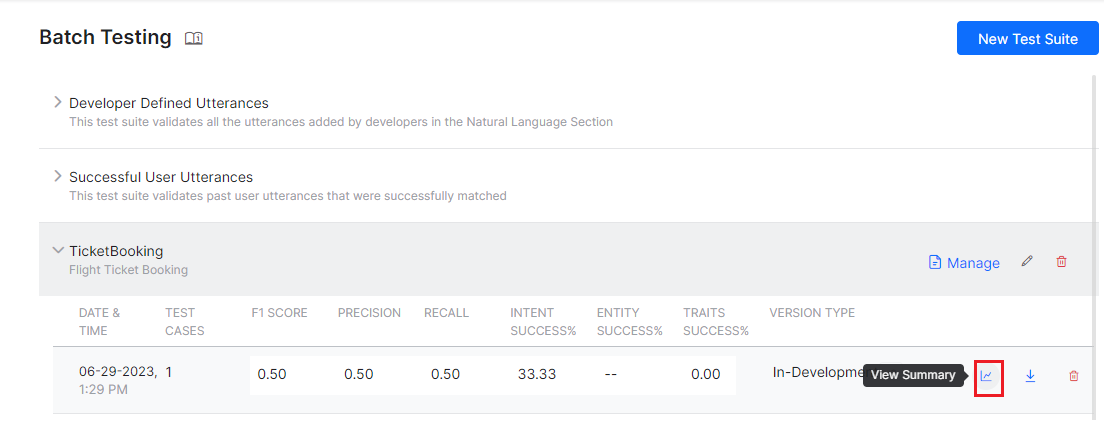 Batch Testing
New Test Suite
Developer Defined Utterances
This test suite validates all the utterances added by developers in the Natural Language Section
Successful User Utterances
This test suite validates past user utterances that were successfully matched
TicketBooking
Flight Ticket Booking
Manage
DATE & TIME TEST CASES F1 SCORE PRECISION RECALL INTENT SUCCESS% ENTITY SUCCESS% TRAITS SUCCESS% VERSION TYPE
06-29-2023, 1 0.50 0.50 0.50 33.33 -- 0.00 In-Developme View Summary
1:29 PM